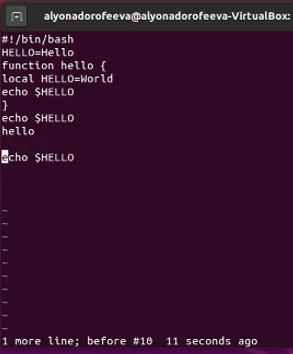 alyonadorofeeva@alyonadorofeeva-VirtualBox:
#!/bin/bash
HELLO=Hello
function hello {
local HELLO=World
echo $HELLO
}
echo $HELLO
hello

echo $HELLO
~
~
~
~
~
~
~
~
~
~
1 more line; before #10  11 seconds ago